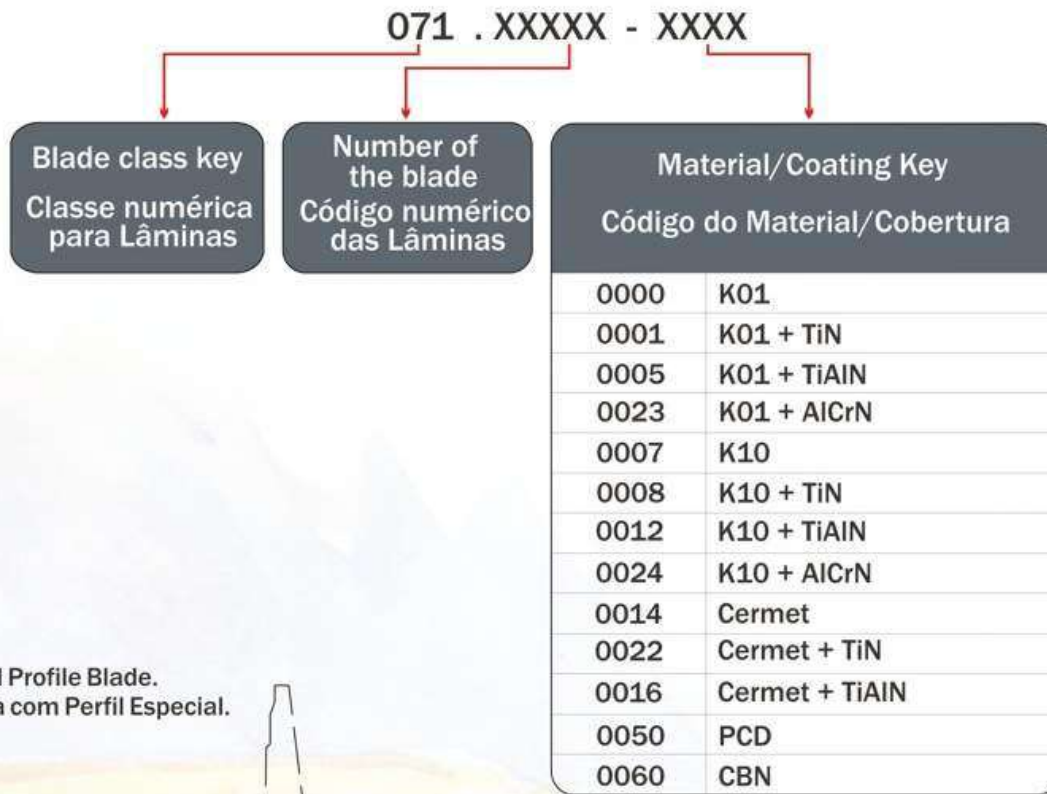 071 . XXXXX - XXXX
Blade class key
Classe numérica
para Lâminas
Number of
the blade
Código numérico
das Lâminas
Material/Coating Key
Código do Material/Cobertura
0000 K01
0001 K01 + TiN
0005 K01 + TiAlN
0023 K01 + AlCrN
0007 K10
0008 K10 + TiN
0012 K10 + TiAlN
0024 K10 + AlCrN
0014 Cermet
0022 Cermet + TiN
0016 Cermet + TiAlN
0050 PCD
0060 CBN
Profile Blade.
com Perfil Especial.